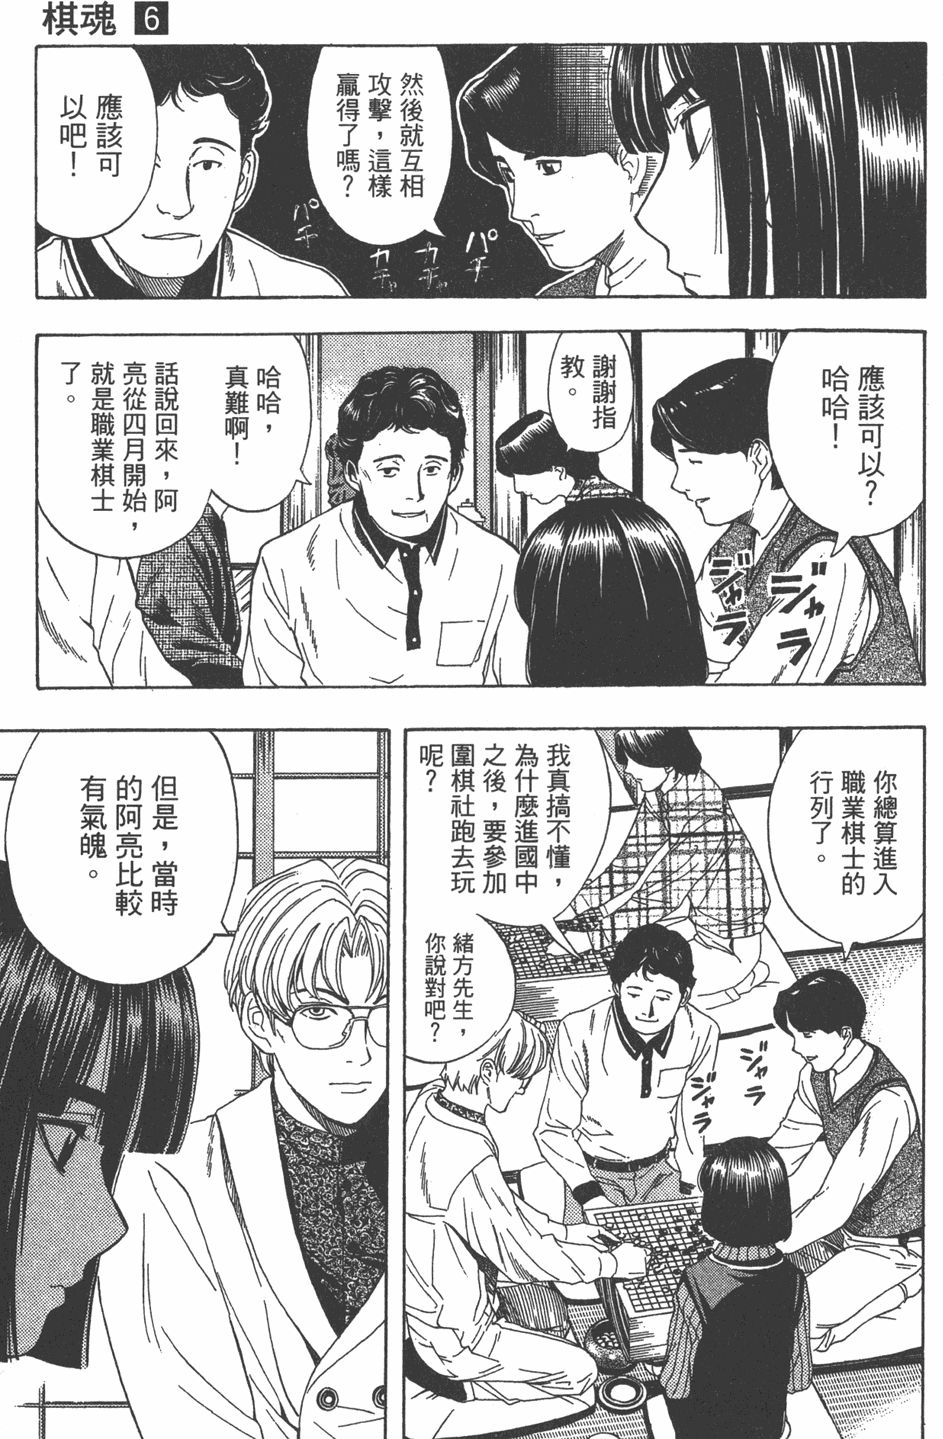 棋魂 6
然後就互相
攻擊，這樣
贏得了嗎？
應該可
以吧！
パチ
カチャ
カチャ
パチ
應該可以？
哈哈！
謝謝指
教。
哈哈，
真難啊！
話說回來，阿
亮從四月開始，
就是職業棋士
了。
ジャラ
ジャラ
你總算進入
職業棋士的
行列了。
我真搞不懂，
為什麼進國中
之後，要參加
圍棋社跑去玩
呢？
緒方先生，
你說對吧？
ジャラ
ジャラ
但是，當時
的阿亮比較
有氣魄。